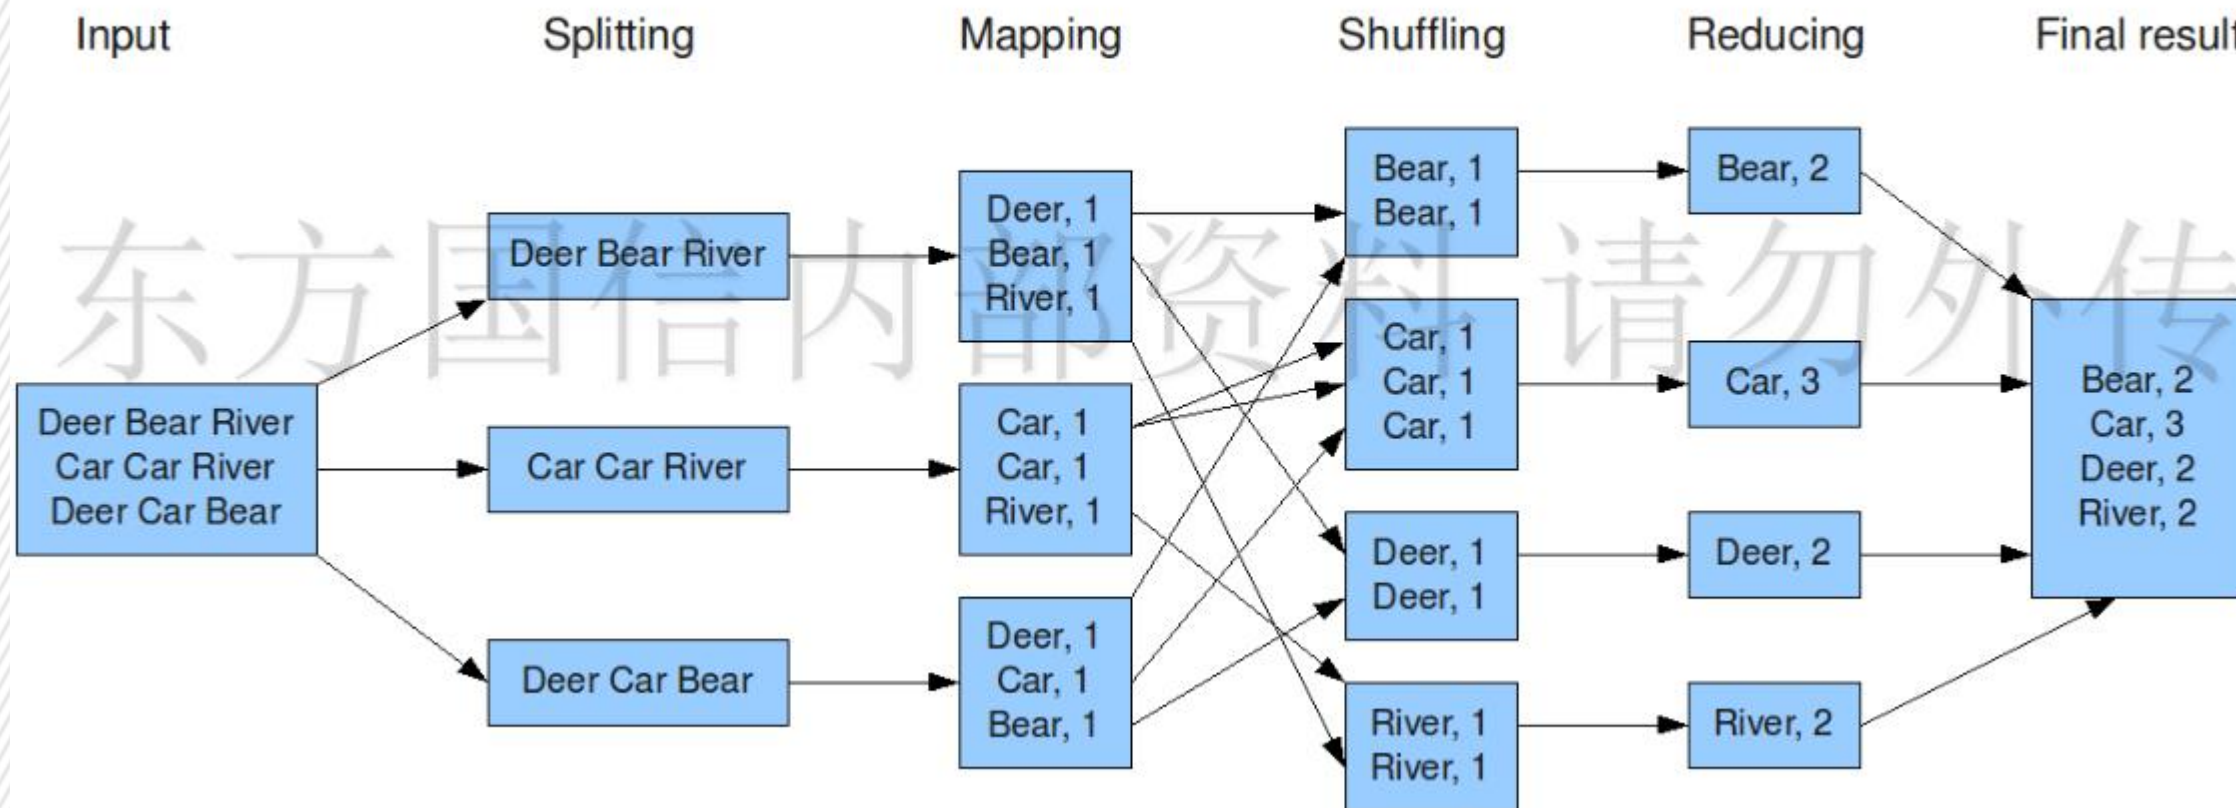 Input
Splitting
Mapping
Shuffling
Reducing
Final result
Deer Bear River
Car Car River
Deer Car Bear
Deer Bear River
Car Car River
Deer Car Bear
Deer, 1
Bear, 1
River, 1
Car, 1
Car, 1
River, 1
Deer, 1
Car, 1
Bear, 1
Bear, 1
Bear, 1
Car, 1
Car, 1
Car, 1
Deer, 1
Deer, 1
River, 1
River, 1
Bear, 2
Car, 3
Deer, 2
River, 2
Bear, 2
Car, 3
Deer, 2
River, 2
东方国信内部资料 请勿外传